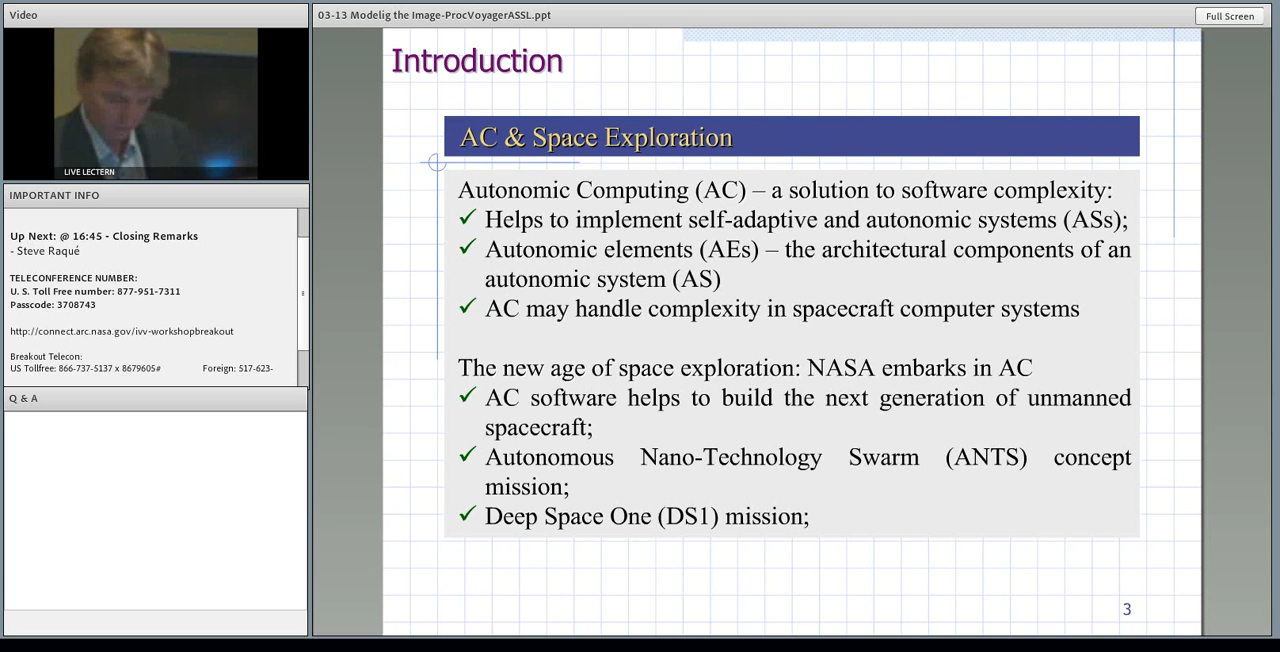 Video
LIVE LECTERN
IMPORTANT INFO
Up Next: @ 16:45 - Closing Remarks
- Steve Raqué
TELECONFERENCE NUMBER:
U. S. Toll Free number: 877-951-7311
Passcode: 3708743
http://connect.arc.nasa.gov/ivv-workshopbreakout
Breakout Telecon:
US Tollfree: 866-737-5137 x 8679605# Foreign: 517-623-
Q & A
03-13 Modelig the Image-ProcVoyagerASSL.ppt
Full Screen
Introduction
AC & Space Exploration
Autonomic Computing (AC) – a solution to software complexity:
✓ Helps to implement self-adaptive and autonomic systems (ASs);
✓ Autonomic elements (AEs) – the architectural components of an
autonomic system (AS)
✓ AC may handle complexity in spacecraft computer systems
The new age of space exploration: NASA embarks in AC
✓ AC software helps to build the next generation of unmanned
spacecraft;
✓ Autonomous Nano-Technology Swarm (ANTS) concept
mission;
✓ Deep Space One (DS1) mission;
3